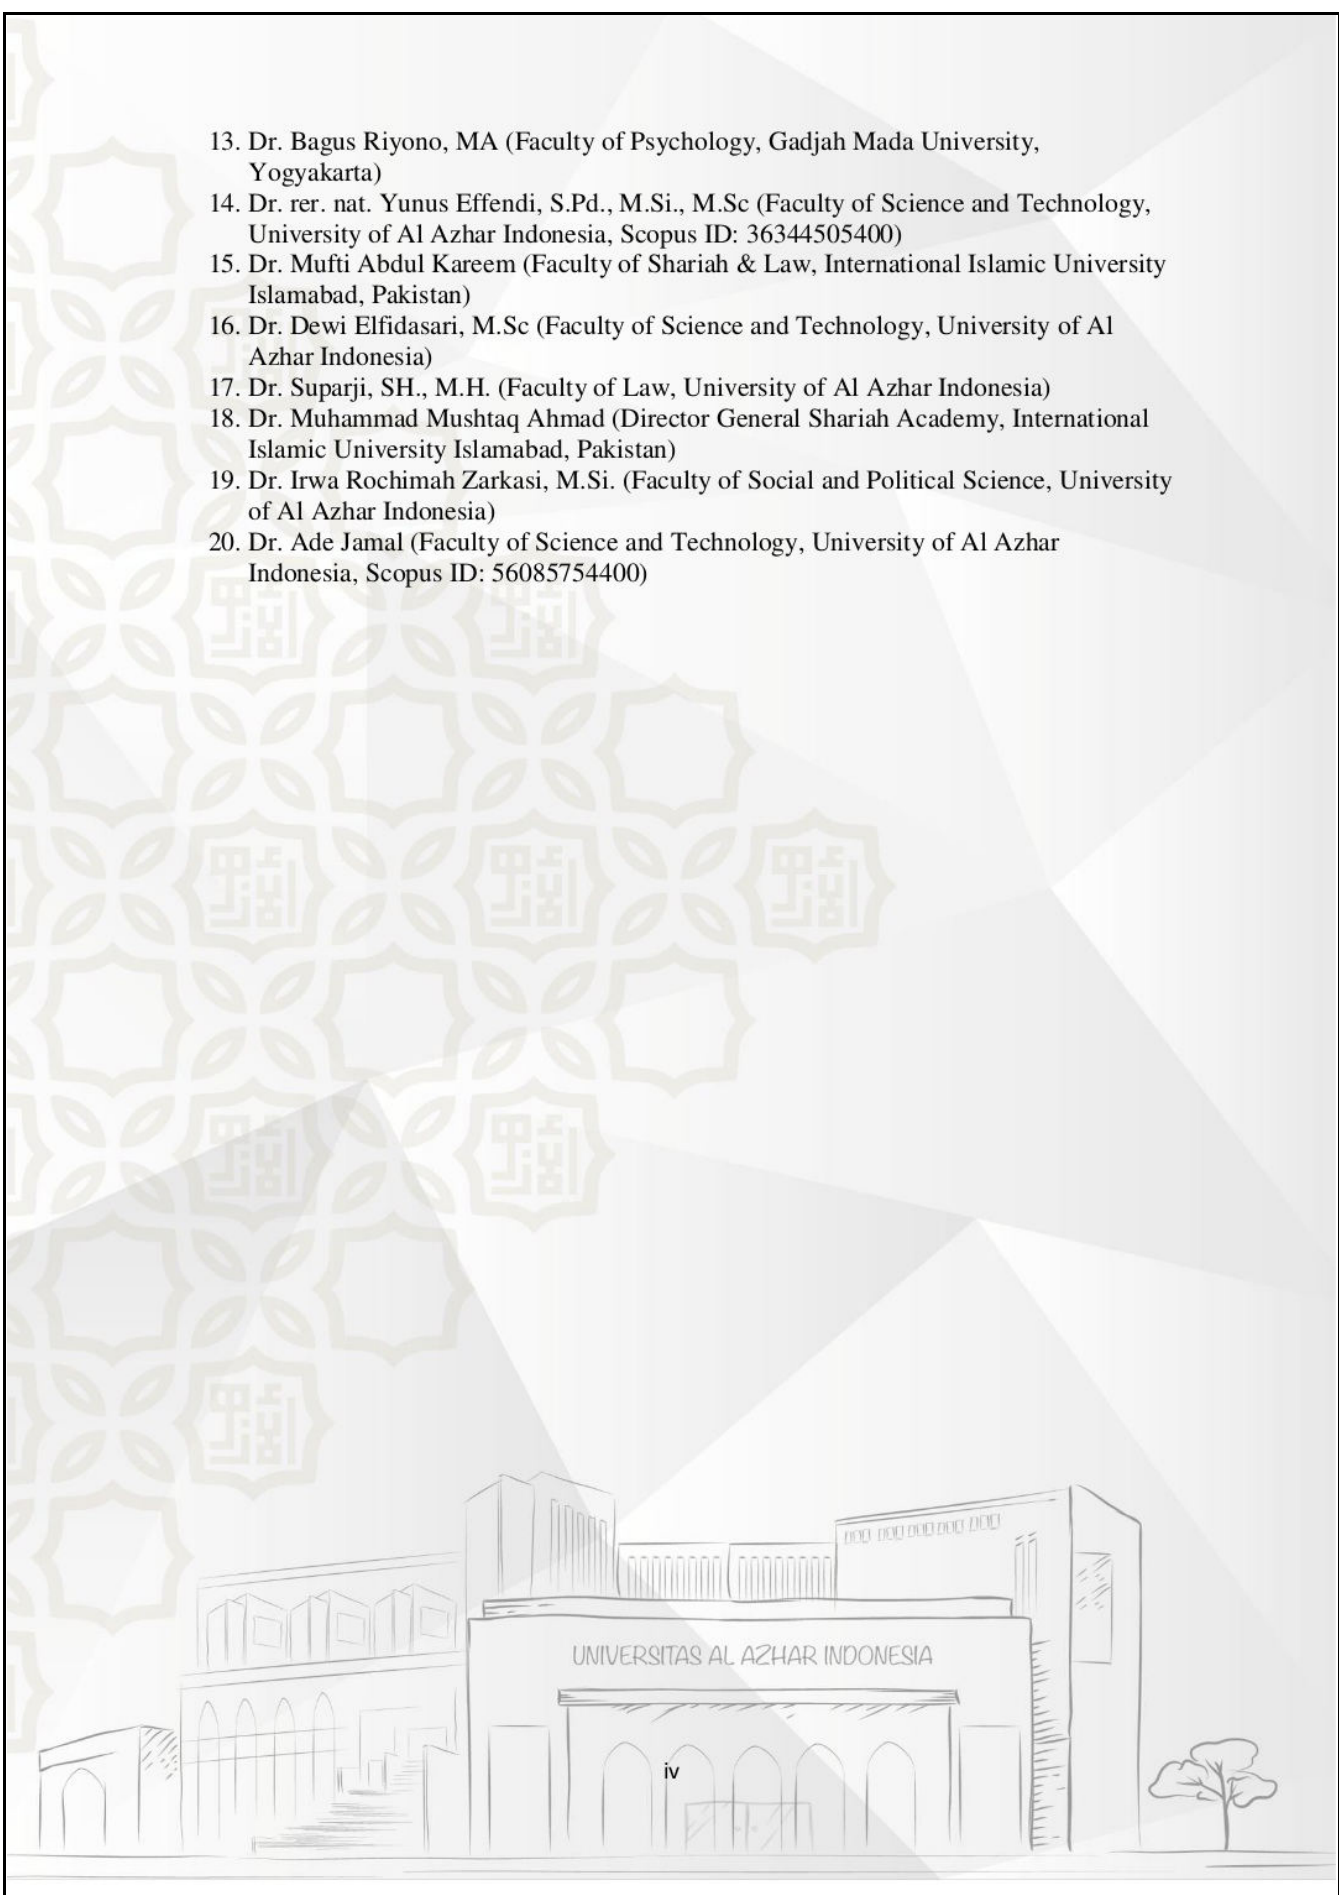 13. Dr. Bagus Riyono, MA (Faculty of Psychology, Gadjah Mada University,
Yogyakarta)
14. Dr. rer. nat. Yunus Effendi, S.Pd., M.Si., M.Sc (Faculty of Science and Technology,
University of Al Azhar Indonesia, Scopus ID: 36344505400)
15. Dr. Mufti Abdul Kareem (Faculty of Shariah & Law, International Islamic University
Islamabad, Pakistan)
16. Dr. Dewi Elfidasari, M.Sc (Faculty of Science and Technology, University of Al
Azhar Indonesia)
17. Dr. Suparji, SH., M.H. (Faculty of Law, University of Al Azhar Indonesia)
18. Dr. Muhammad Mushtaq Ahmad (Director General Shariah Academy, International
Islamic University Islamabad, Pakistan)
19. Dr. Irwa Rochimah Zarkasi, M.Si. (Faculty of Social and Political Science, University
of Al Azhar Indonesia)
20. Dr. Ade Jamal (Faculty of Science and Technology, University of Al Azhar
Indonesia, Scopus ID: 56085754400)
UNIVERSITAS AL AZHAR INDONESIA
iv